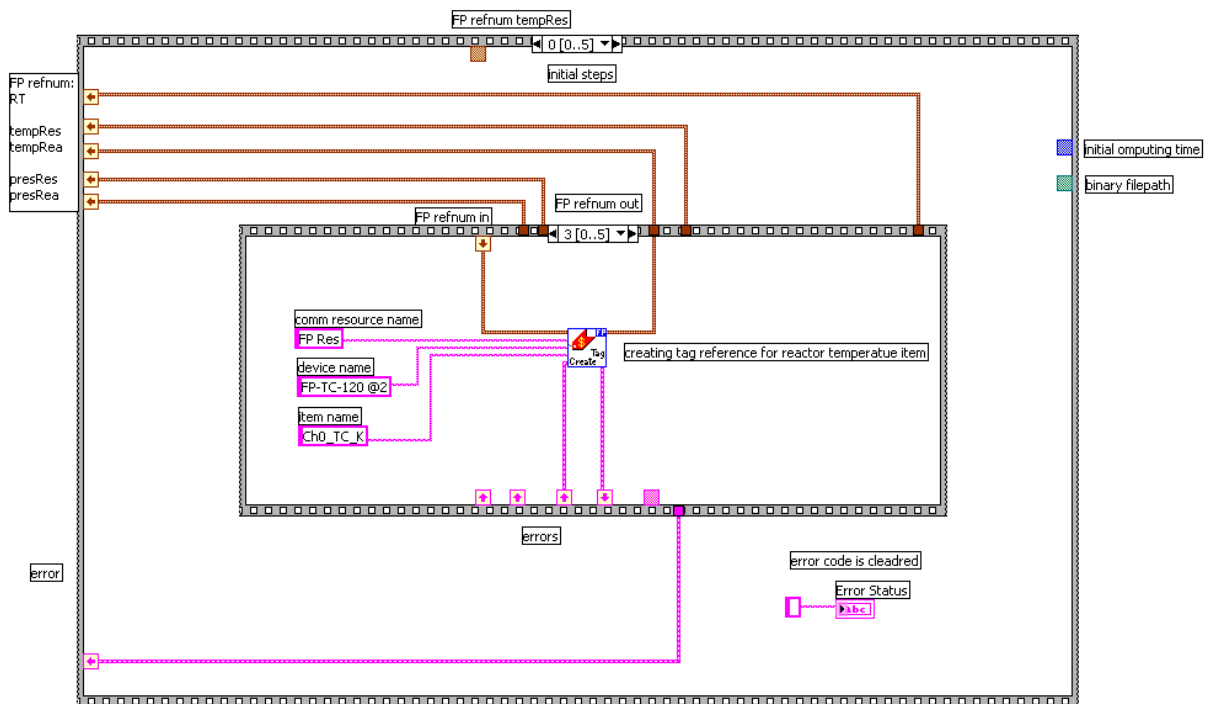 FP refnum tempRes
0 [0..5]
initial steps
FP refnum:
RT
tempRes
tempRea
presRes
presRea
initial omputing time
binary filepath
FP refnum in
FP refnum out
3 [0..5]
comm resource name
FP Res
device name
FP-TC-120 @2
item name
Ch0_TC_K
FP
$
Tag
Create
creating tag reference for reactor temperatue item
errors
error
error code is cleadred
Error Status
abc